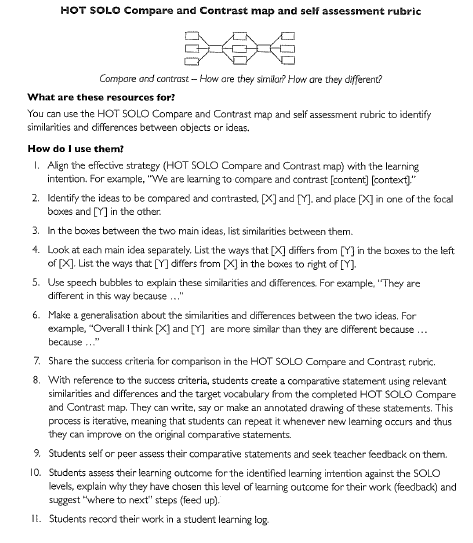 HOT SOLO Compare and Contrast map and self assessment rubric
Compare and contrast – How are they similar? How are they different?
What are these resources for?
You can use the HOT SOLO Compare and Contrast map and self assessment rubric to identify
similarities and differences between objects or ideas.
How do I use them?
1. Align the effective strategy (HOT SOLO Compare and Contrast map) with the learning
intention. For example, "We are learning to compare and contrast [content] [context]."
2. Identify the ideas to be compared and contrasted, [X] and [Y], and place [X] in one of the focal
boxes and [Y] in the other.
3. In the boxes between the two main ideas, list similarities between them.
4. Look at each main idea separately. List the ways that [X] differs from [Y] in the boxes to the left
of [X]. List the ways that [Y] differs from [X] in the boxes to right of [Y].
5. Use speech bubbles to explain these similarities and differences. For example, "They are
different in this way because ..."
6. Make a generalisation about the similarities and differences between the two ideas. For
example, "Overall I think [X] and [Y] are more similar than they are different because ...
because ..."
7. Share the success criteria for comparison in the HOT SOLO Compare and Contrast rubric.
8. With reference to the success criteria, students create a comparative statement using relevant
similarities and differences and the target vocabulary from the completed HOT SOLO Compare
and Contrast map. They can write, say or make an annotated drawing of these statements. This
process is iterative, meaning that students can repeat it whenever new learning occurs and thus
they can improve on the original comparative statements.
9. Students self or peer assess their comparative statements and seek teacher feedback on them.
10. Students assess their learning outcome for the identified learning intention against the SOLO
levels, explain why they have chosen this level of learning outcome for their work (feedback) and
suggest "where to next" steps (feed up).
11. Students record their work in a student learning log.